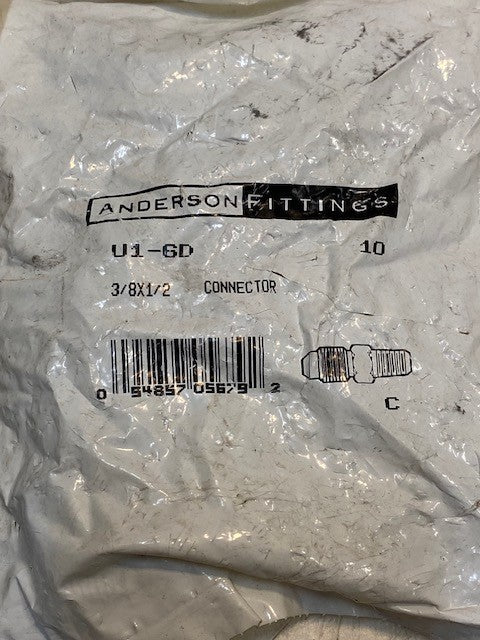 ANDERSON FITTINGS
U1-6D 10
3/8X1/2 CONNECTOR
0 54857 05679 2
C